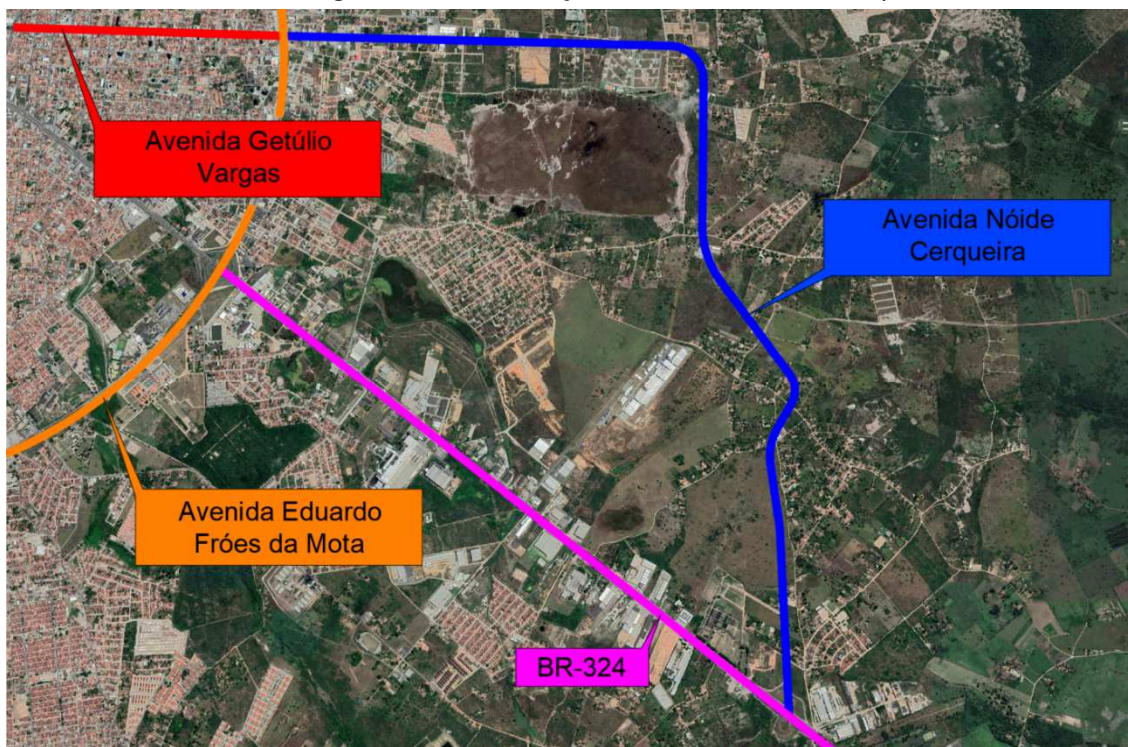 Avenida Getúlio
Vargas
Avenida Nóide
Cerqueira
Avenida Eduardo
Fróes da Mota
BR-324